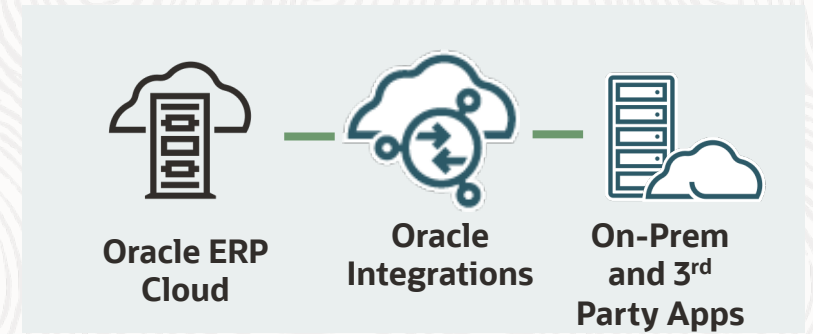 Oracle ERP
Cloud
Oracle
Integrations
On-Prem
and 3rd
Party Apps